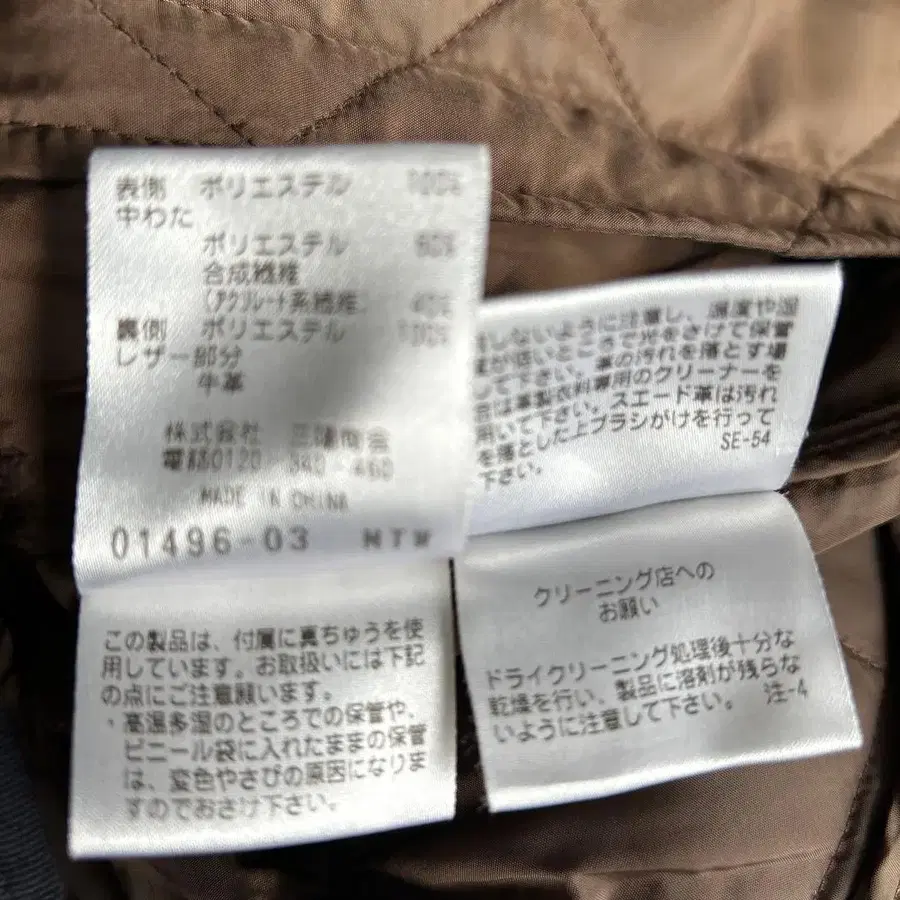 表側 ポリエステル 100%
中わた
ポリエステル 60%
合成繊維
(アクリレート系繊維) 40%
裏側 ポリエステル 100%
レザー部分
牛革
株式会社 三陽商会
電話0120-340-460
MADE IN CHINA
01496-03 MTW
しないように注意し、温度や湿
度が低いところで光をさけて保管
して下さい。革の汚れを落とす場
合は革製衣料専用のクリーナーを
用いて下さい。スエード革は汚れ
を落とした上ブラシがけを行って
下さい。 SE-54
この製品は、付属に真ちゅうを使
用しています。お取扱いには下記
の点にご注意願います。
・高温多湿のところでの保管や、
ビニール袋に入れたままの保管
は、変色やさびの原因になりま
すのでおさけ下さい。
クリーニング店への
お願い
ドライクリーニング処理後十分な
乾燥を行い、製品に溶剤が残らな
いように注意して下さい。 注-4